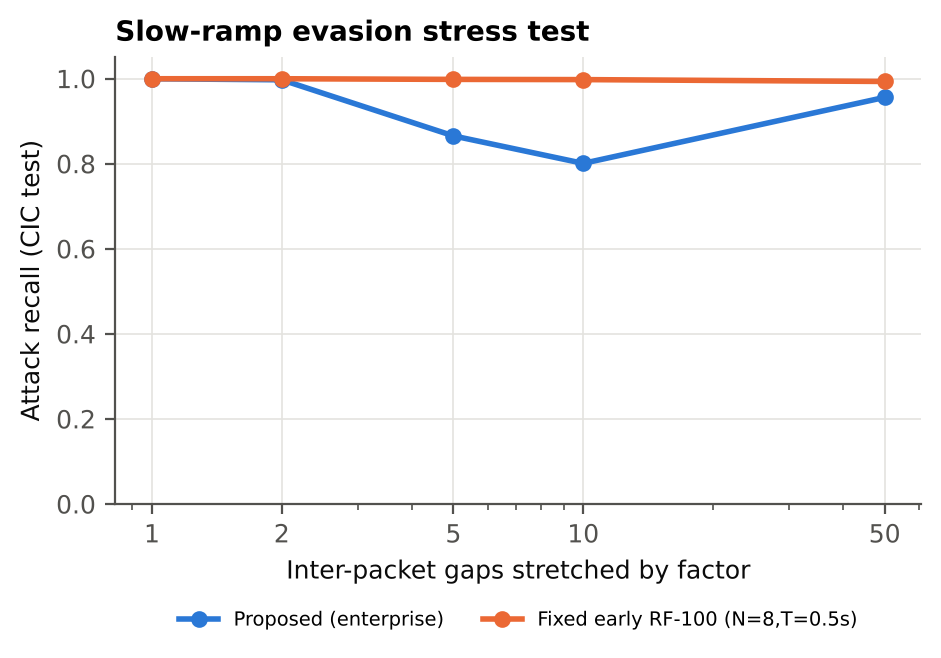 Slow-ramp evasion stress test
Attack recall (CIC test)
1.0
0.8
0.6
0.4
0.2
0.0
1 2 5 10 50
Inter-packet gaps stretched by factor
Proposed (enterprise) Fixed early RF-100 (N=8,T=0.5s)